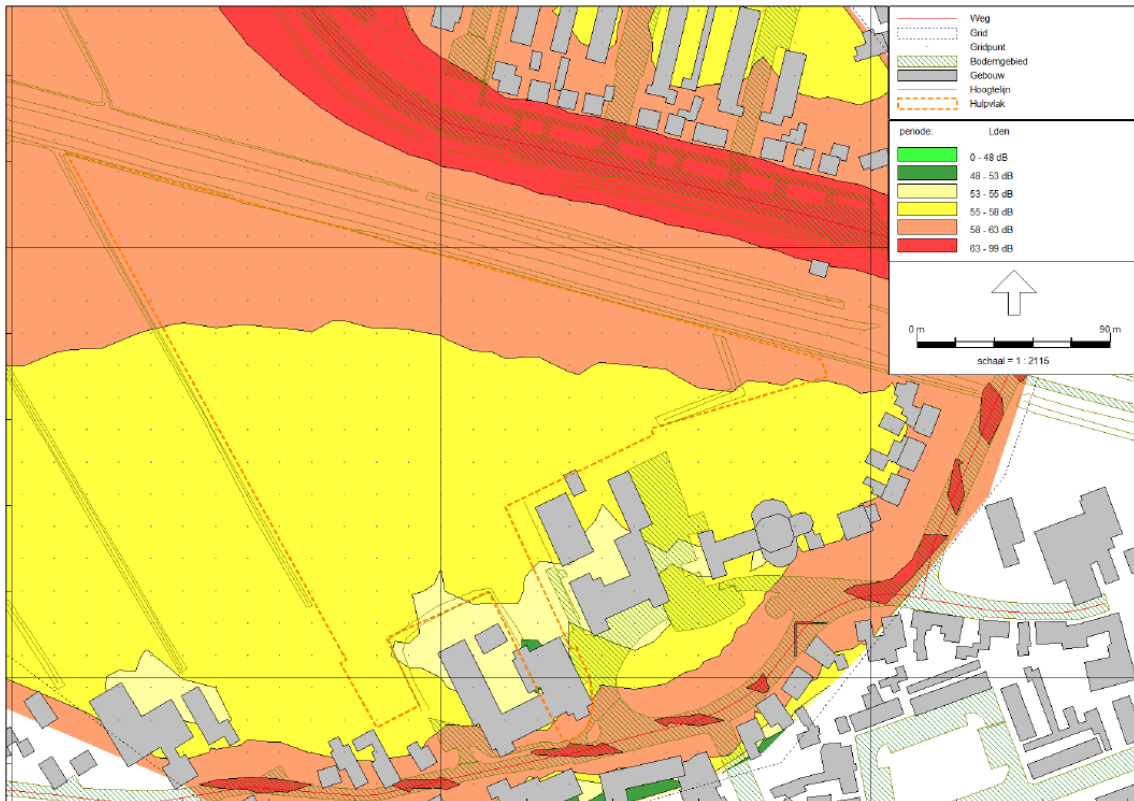 Weg
Grid
Gridpunt
Bodemgebied
Gebouw
Hoogtelijn
Hulpvlak
periode: Lden
0 - 48 dB
48 - 53 dB
53 - 55 dB
55 - 58 dB
58 - 63 dB
63 - 99 dB
0 m 90 m
schaal = 1 : 2115